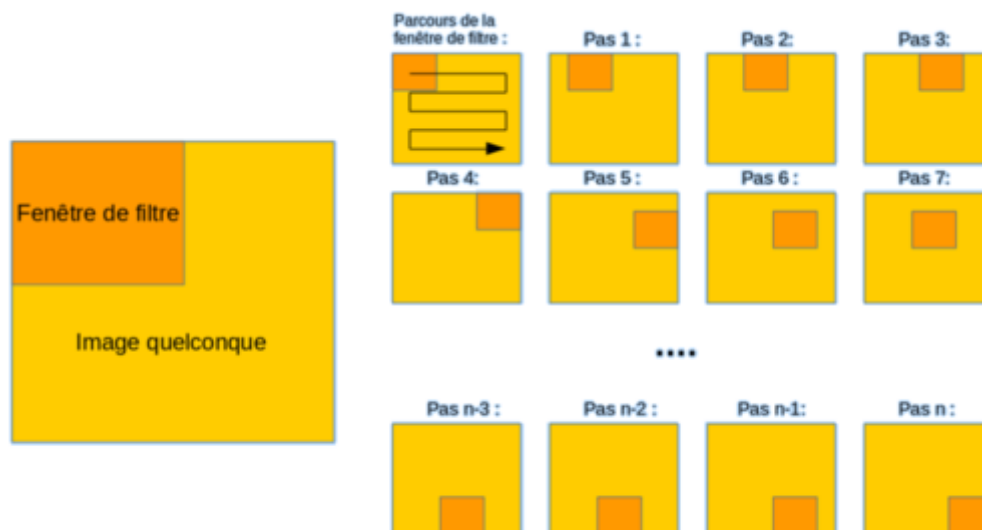 Parcours de la
fenêtre de filtre :
Pas 1 :
Pas 2:
Pas 3:
Fenêtre de filtre
Image quelconque
Pas 4:
Pas 5 :
Pas 6 :
Pas 7:
....
Pas n-3 :
Pas n-2 :
Pas n-1:
Pas n :